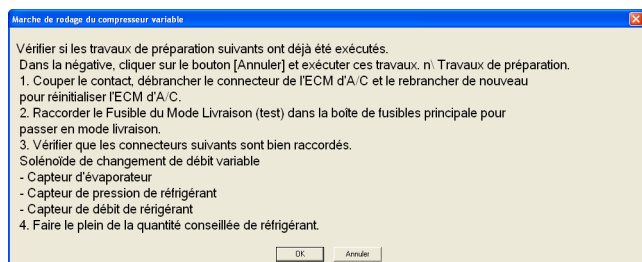 Marche de rodage du compresseur variable
Vérifier si les travaux de préparation suivants ont déjà été exécutés.
Dans la négative, cliquer sur le bouton [Annuler] et exécuter ces travaux. n\ Travaux de préparation.
1. Couper le contact, débrancher le connecteur de l'ECM d'A/C et le rebrancher de nouveau
pour réinitialiser l'ECM d'A/C.
2. Raccorder le Fusible du Mode Livraison (test) dans la boîte de fusibles principale pour
passer en mode livraison.
3. Vérifier que les connecteurs suivants sont bien raccordés.
Solénoïde de changement de débit variable
- Capteur d'évaporateur
- Capteur de pression de réfrigérant
- Capteur de débit de rérigérant
4. Faire le plein de la quantité conseillée de réfrigérant.
OK Annuler